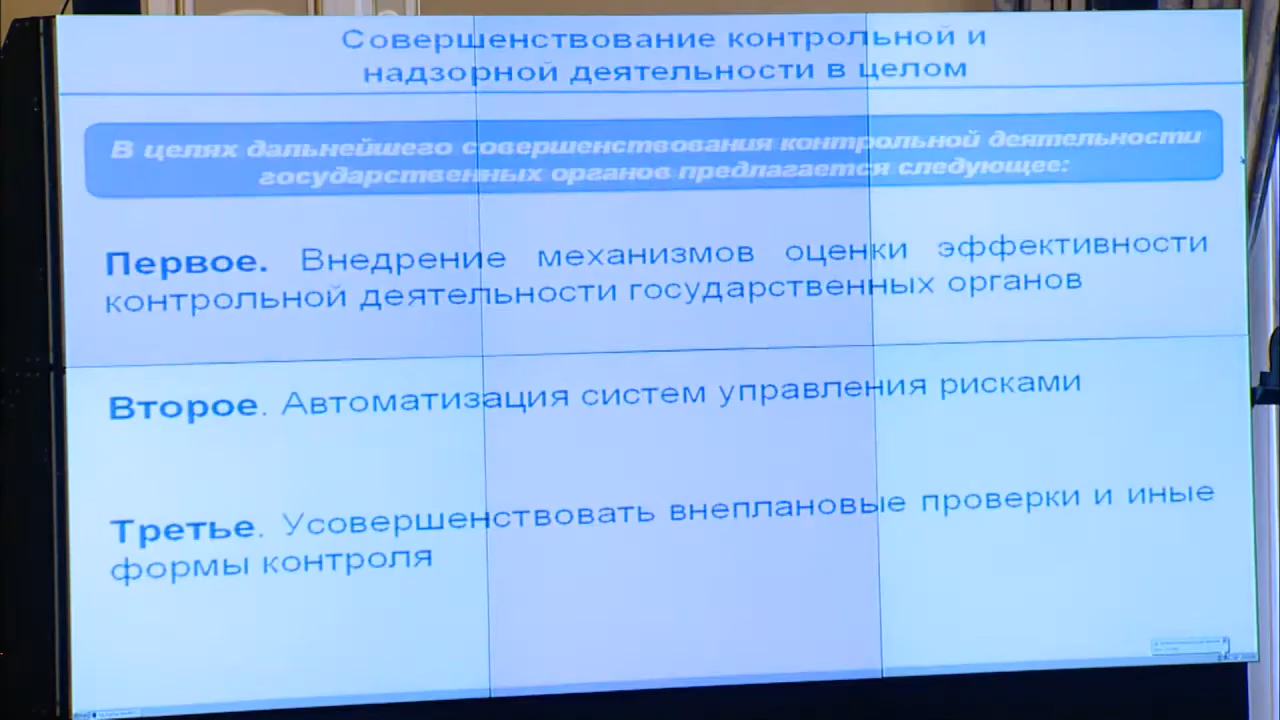 Совершенствование контрольной и
надзорной деятельности в целом
В целях дальнейшего совершенствования контрольной деятельности
государственных органов предлагается следующее:
Первое. Внедрение механизмов оценки эффективности
контрольной деятельности государственных органов
Второе. Автоматизация систем управления рисками
Третье. Усовершенствовать внеплановые проверки и иные
формы контроля